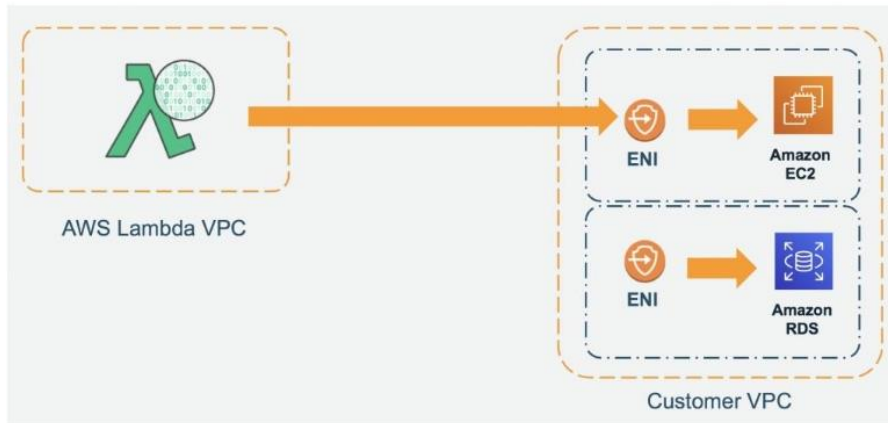 AWS Lambda VPC
ENI
Amazon
EC2
ENI
Amazon
RDS
Customer VPC